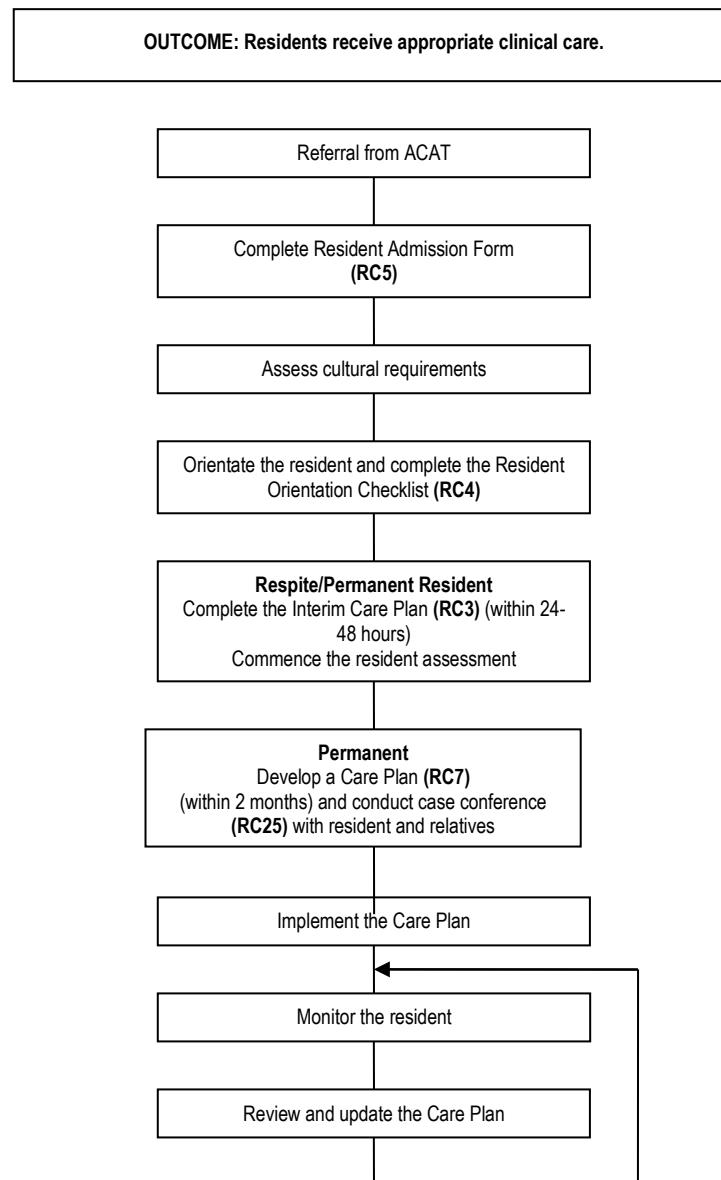 OUTCOME: Residents receive appropriate clinical care.
Referral from ACAT
Complete Resident Admission Form
(RC5)
Assess cultural requirements
Orientate the resident and complete the Resident
Orientation Checklist (RC4)
Respite/Permanent Resident
Complete the Interim Care Plan (RC3) (within 24-
48 hours)
Commence the resident assessment
Permanent
Develop a Care Plan (RC7)
(within 2 months) and conduct case conference
(RC25) with resident and relatives
Implement the Care Plan
Monitor the resident
Review and update the Care Plan